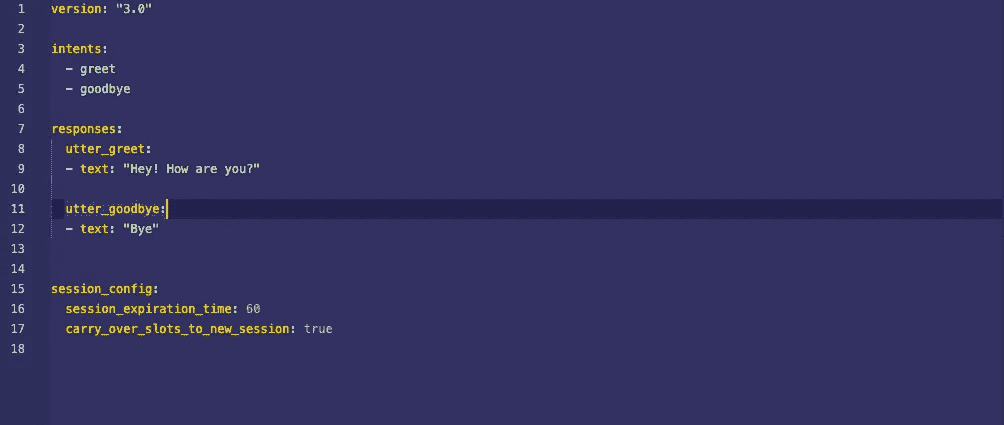 1 version: "3.0"
2
3 intents:
4   - greet
5   - goodbye
6
7 responses:
8   utter_greet:
9   - text: "Hey! How are you?"
10
11   utter_goodbye:
12   - text: "Bye"
13
14
15 session_config:
16   session_expiration_time: 60
17   carry_over_slots_to_new_session: true
18